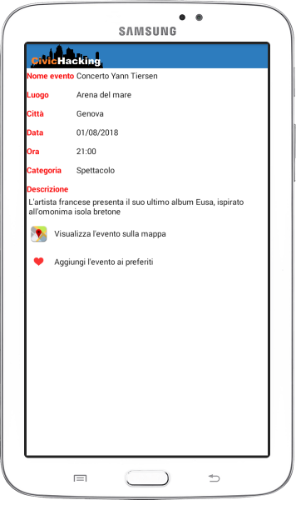 SAMSUNG
CivicHacking
Nome evento Concerto Yann Tiersen
Luogo Arena del mare
Città Genova
Data 01/08/2018
Ora 21:00
Categoria Spettacolo
Descrizione
L'artista francese presenta il suo ultimo album Eusa, ispirato
all'omonima isola bretone
Visualizza l'evento sulla mappa
Aggiungi l'evento ai preferiti